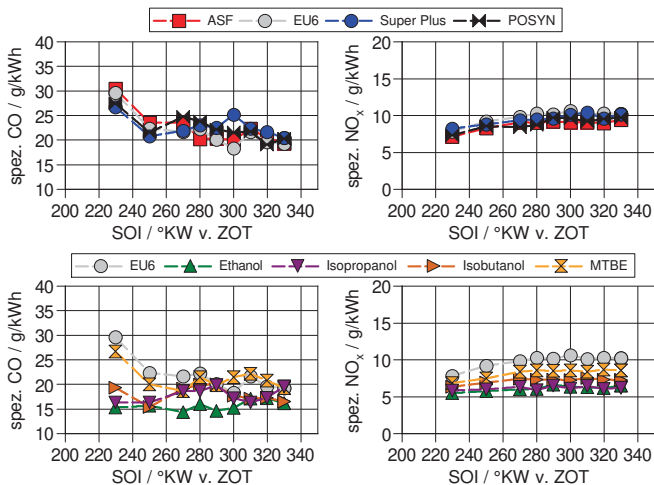 ASF EU6 Super Plus POSYN
40
35
30
25
20
15
10
spez. CO / g/kWh
200 220 240 260 280 300 320 340
SOI / °KW v. ZOT
20
15
10
5
0
spez. NOx / g/kWh
200 220 240 260 280 300 320 340
SOI / °KW v. ZOT
EU6 Ethanol Isopropanol Isobutanol MTBE
40
35
30
25
20
15
10
spez. CO / g/kWh
200 220 240 260 280 300 320 340
SOI / °KW v. ZOT
20
15
10
5
0
spez. NOx / g/kWh
200 220 240 260 280 300 320 340
SOI / °KW v. ZOT